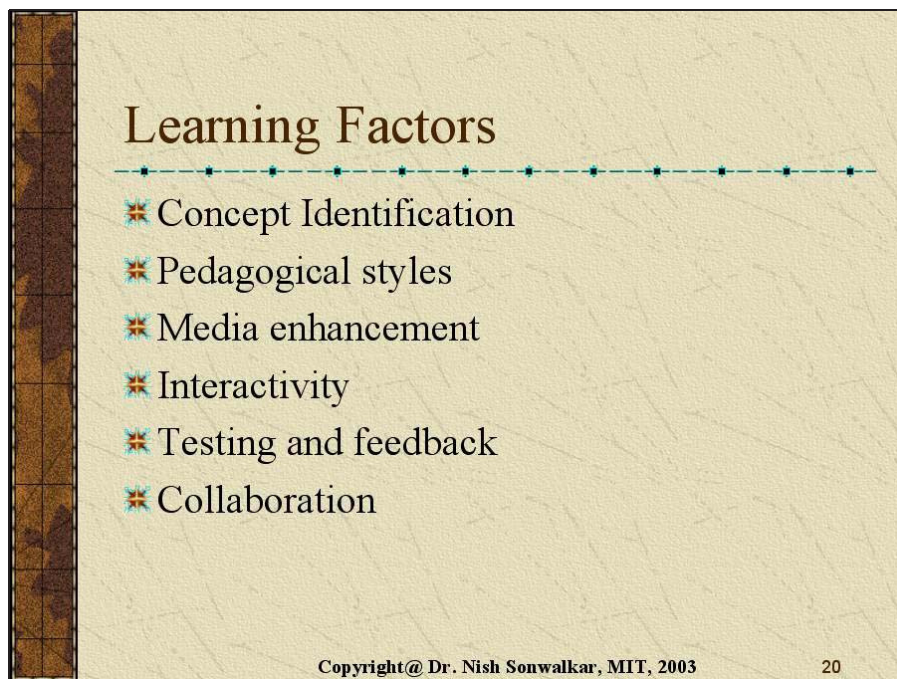 Learning Factors
Concept Identification
Pedagogical styles
Media enhancement
Interactivity
Testing and feedback
Collaboration
Copyright@ Dr. Nish Sonwalkar, MIT, 2003 20